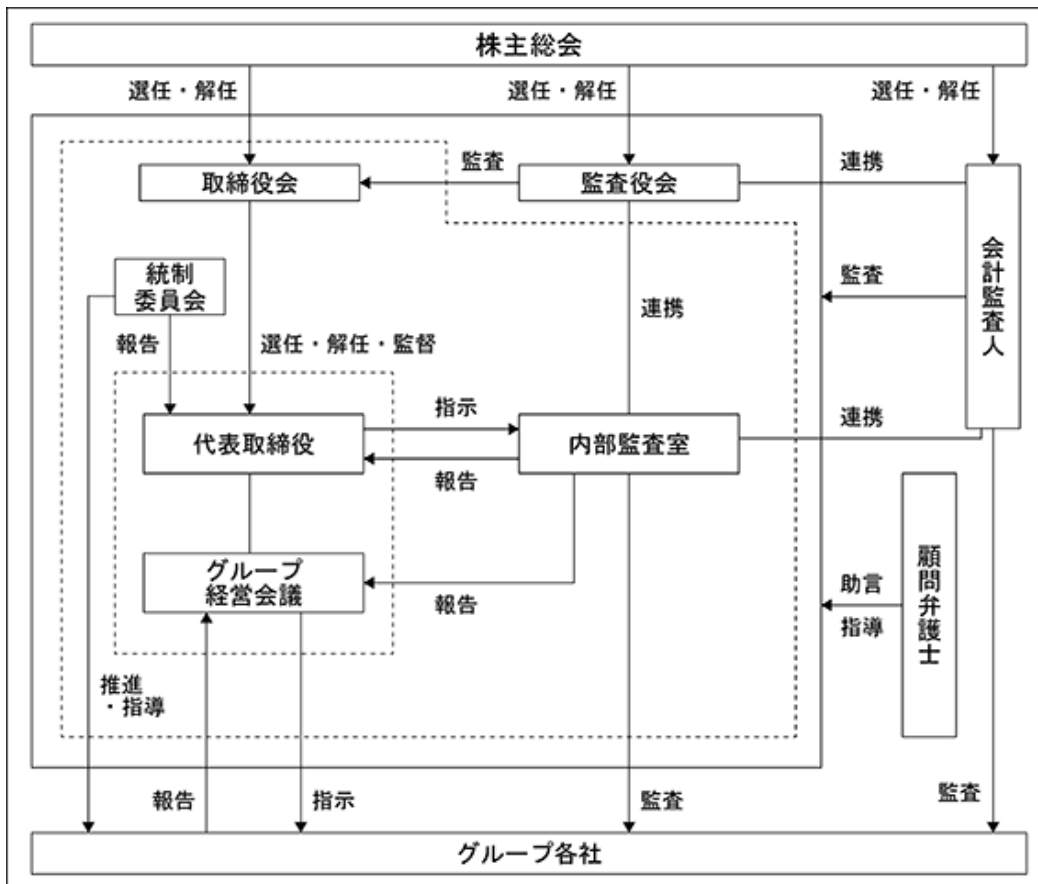 株主総会
選任・解任
選任・解任
選任・解任
取締役会
監査
監査役会
連携
会計監査人
統制
委員会
監査
連携
報告
選任・解任・監督
代表取締役
指示
報告
内部監査室
連携
グループ
経営会議
報告
助言
指導
顧問弁護士
推進
・指導
報告
指示
監査
監査
グループ各社